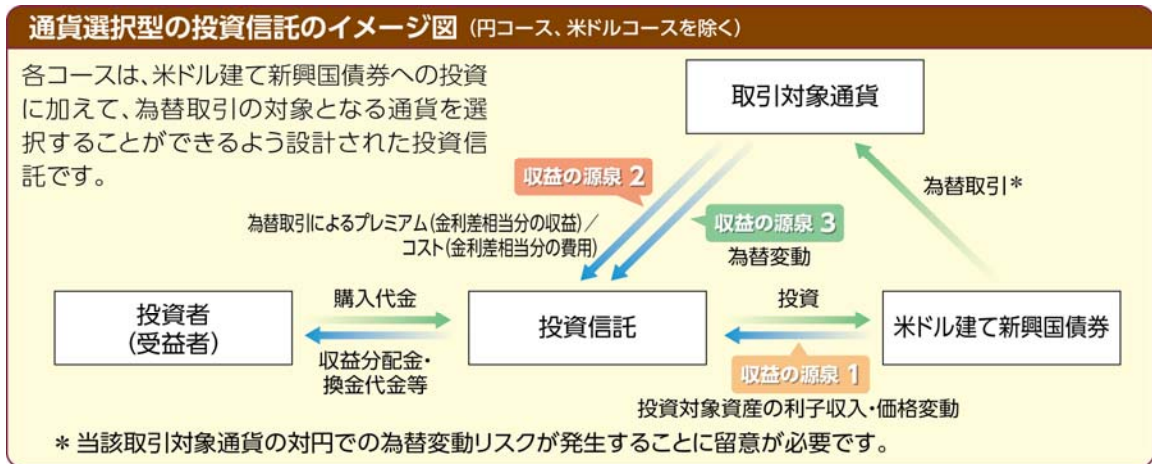 通貨選択型の投資信託のイメージ図 (円コース、米ドルコースを除く)
各コースは、米ドル建て新興国債券への投資
に加えて、為替取引の対象となる通貨を選
択することができるよう設計された投資信
託です。
取引対象通貨
収益の源泉 2
為替取引*
為替取引によるプレミアム(金利差相当分の収益)/
コスト(金利差相当分の費用)
収益の源泉 3
為替変動
投資者
(受益者)
購入代金
収益分配金・
換金代金等
投資信託
投資
米ドル建て新興国債券
収益の源泉 1
投資対象資産の利子収入・価格変動
* 当該取引対象通貨の対円での為替変動リスクが発生することに留意が必要です。